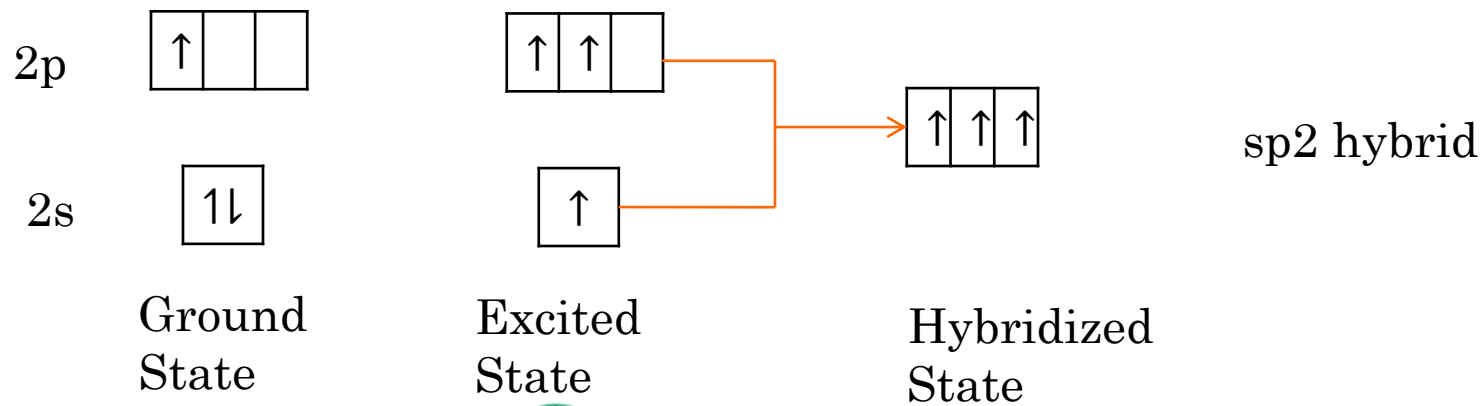 2p ↑ ↑ ↑
↑ ↑ ↑ sp2 hybrid
2s ↿⇂ ↑
Ground
State
Excited
State
Hybridized
State